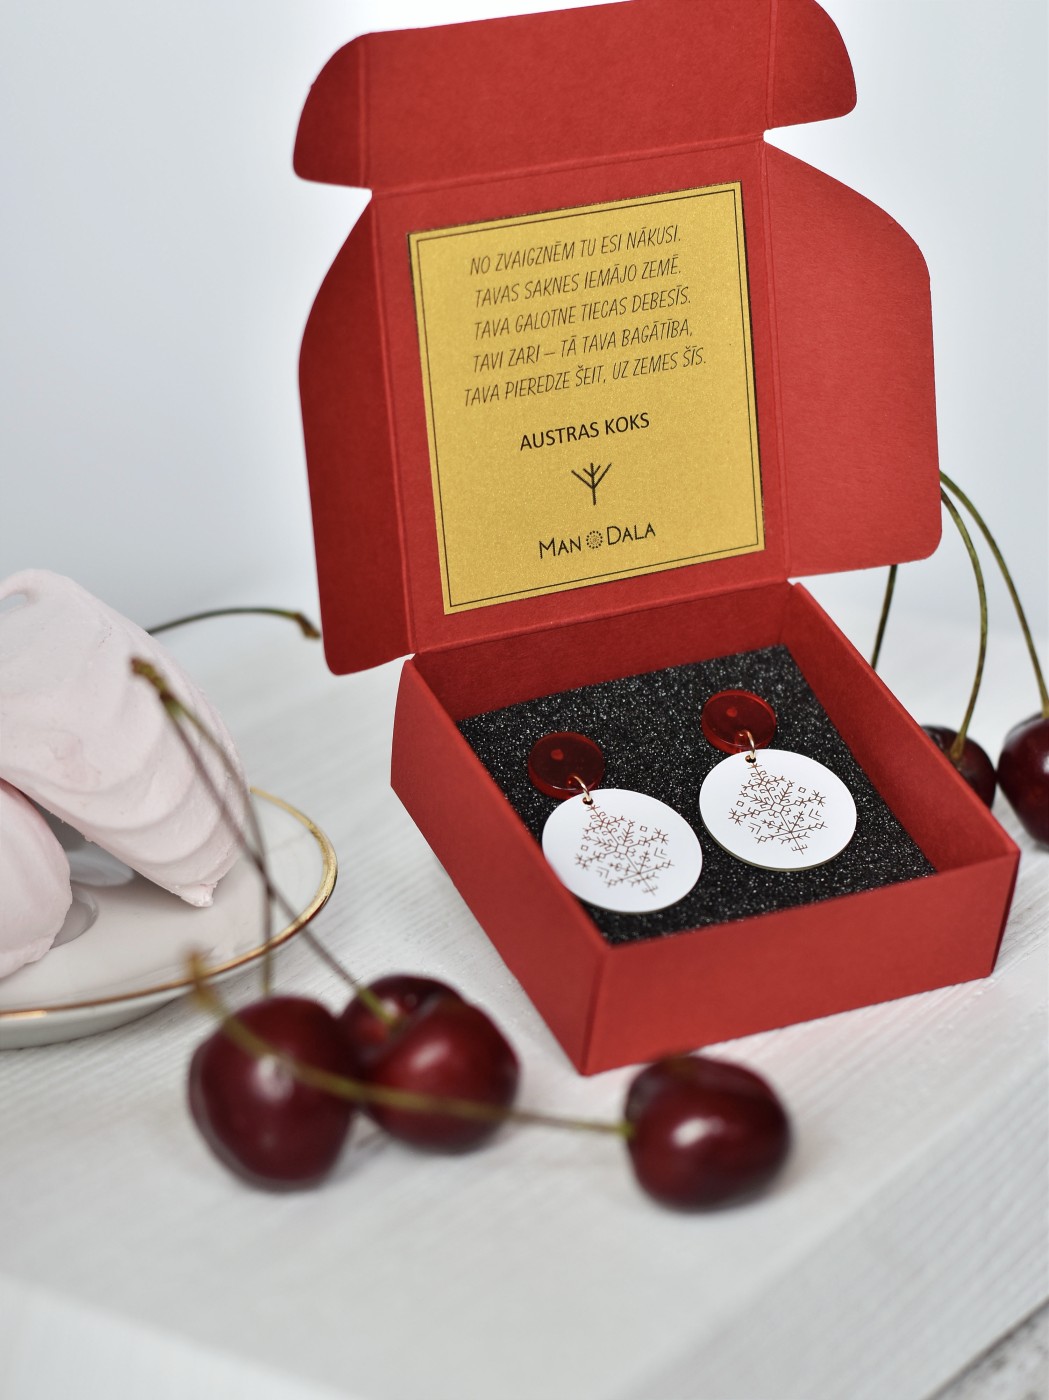 NO ZVAIGZNĒM TU ESI NĀKUSI.
TAVAS SAKNES IEMĀJO ZEMĒ.
TAVA GALOTNE TIECAS DEBESĪS.
TAVI ZARI – TĀ TAVA BAGĀTĪBA,
TAVA PIEREDZE ŠEIT, UZ ZEMES ŠĪS.
AUSTRAS KOKS
MAN DALA